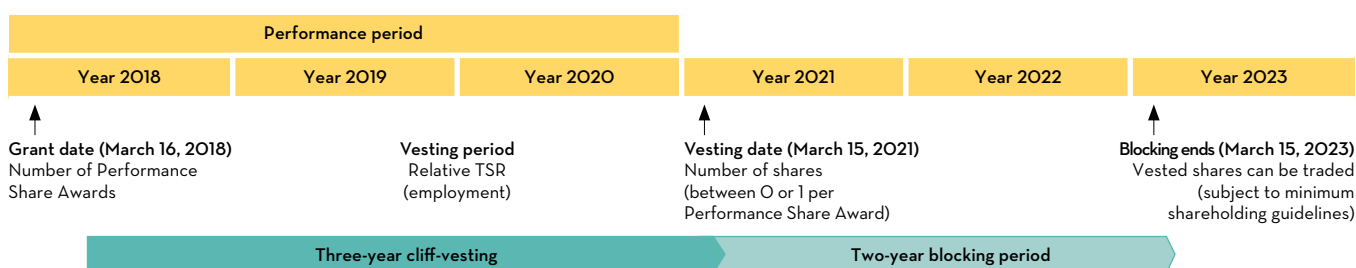 Performance period
Year 2018
Year 2019
Year 2020
Year 2021
Year 2022
Year 2023
Grant date (March 16, 2018)
Number of Performance
Share Awards
Vesting period
Relative TSR
(employment)
Vesting date (March 15, 2021)
Number of shares
(between 0 or 1 per
Performance Share Award)
Blocking ends (March 15, 2023)
Vested shares can be traded
(subject to minimum
shareholding guidelines)
Three-year cliff-vesting
Two-year blocking period